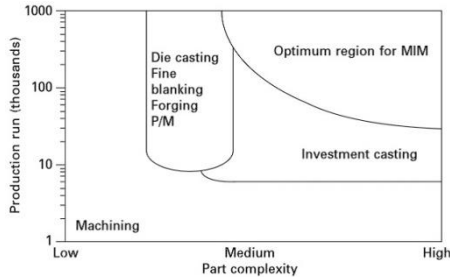 1000
100
10
1
Production run (thousands)
Die casting
Fine
blanking
Forging
P/M
Optimum region for MIM
Investment casting
Machining
Low
Medium
High
Part complexity